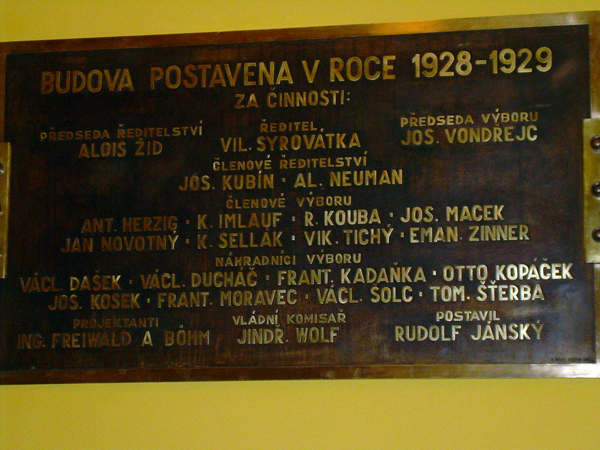 BUDOVA POSTAVENA V ROCE 1928-1929
ZA ČINNOSTI:
PŘEDSEDA ŘEDITELSTVÍ
ALOIS ŽID
ŘEDITEL
VIL. SYROVÁTKA
PŘEDSEDA VÝBORU
JOS. VONDŘEJC
ČLENOVÉ ŘEDITELSTVÍ
JOS. KUBÍN · AL. NEUMAN
ČLENOVÉ VÝBORU
ANT. HERZIG · K. IMLAUF · R. KOUBA · JOS. MACEK
JAN NOVOTNÝ · K. SELLÁK · VIK. TICHÝ · EMAN. ZINNER
NÁHRADNÍCI VÝBORU
VÁCL. DAŠEK · VÁCL. DUCHÁČ · FRANT. KADAŇKA · OTTO KOPÁČEK
JOS. KOSEK · FRANT. MORAVEC · VÁCL. ŠOLC · TOM. ŠTĚRBA
PROJEKTANTI
ING. FREIWALD A BÖHM
VLÁDNÍ KOMISAŘ
JINDŘ. WOLF
POSTAVIL
RUDOLF JÁNSKÝ